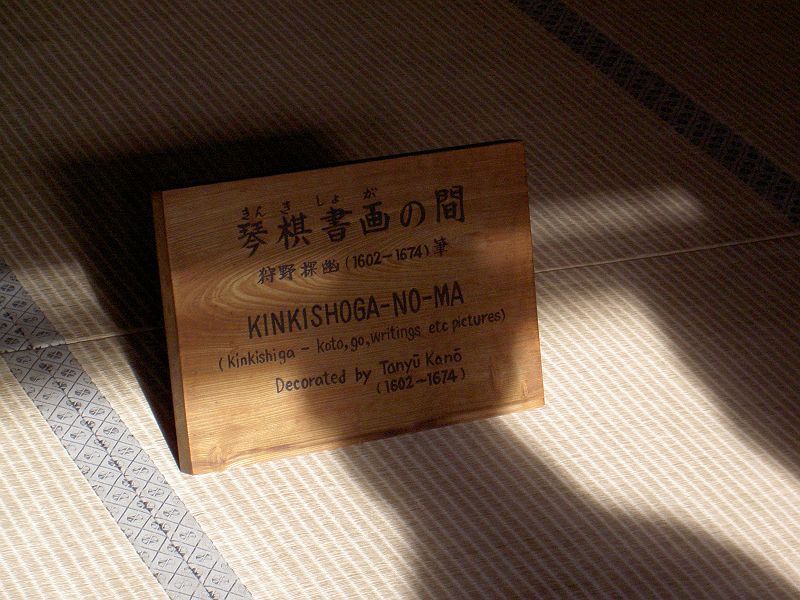 きん き しょ が
琴棋書画の間
狩野探幽(1602~1674)筆
KINKISHOGA-NO-MA
(Kinkishiga - koto,go,writings etc pictures)
Decorated by Tanyū Kanō
(1602~1674)